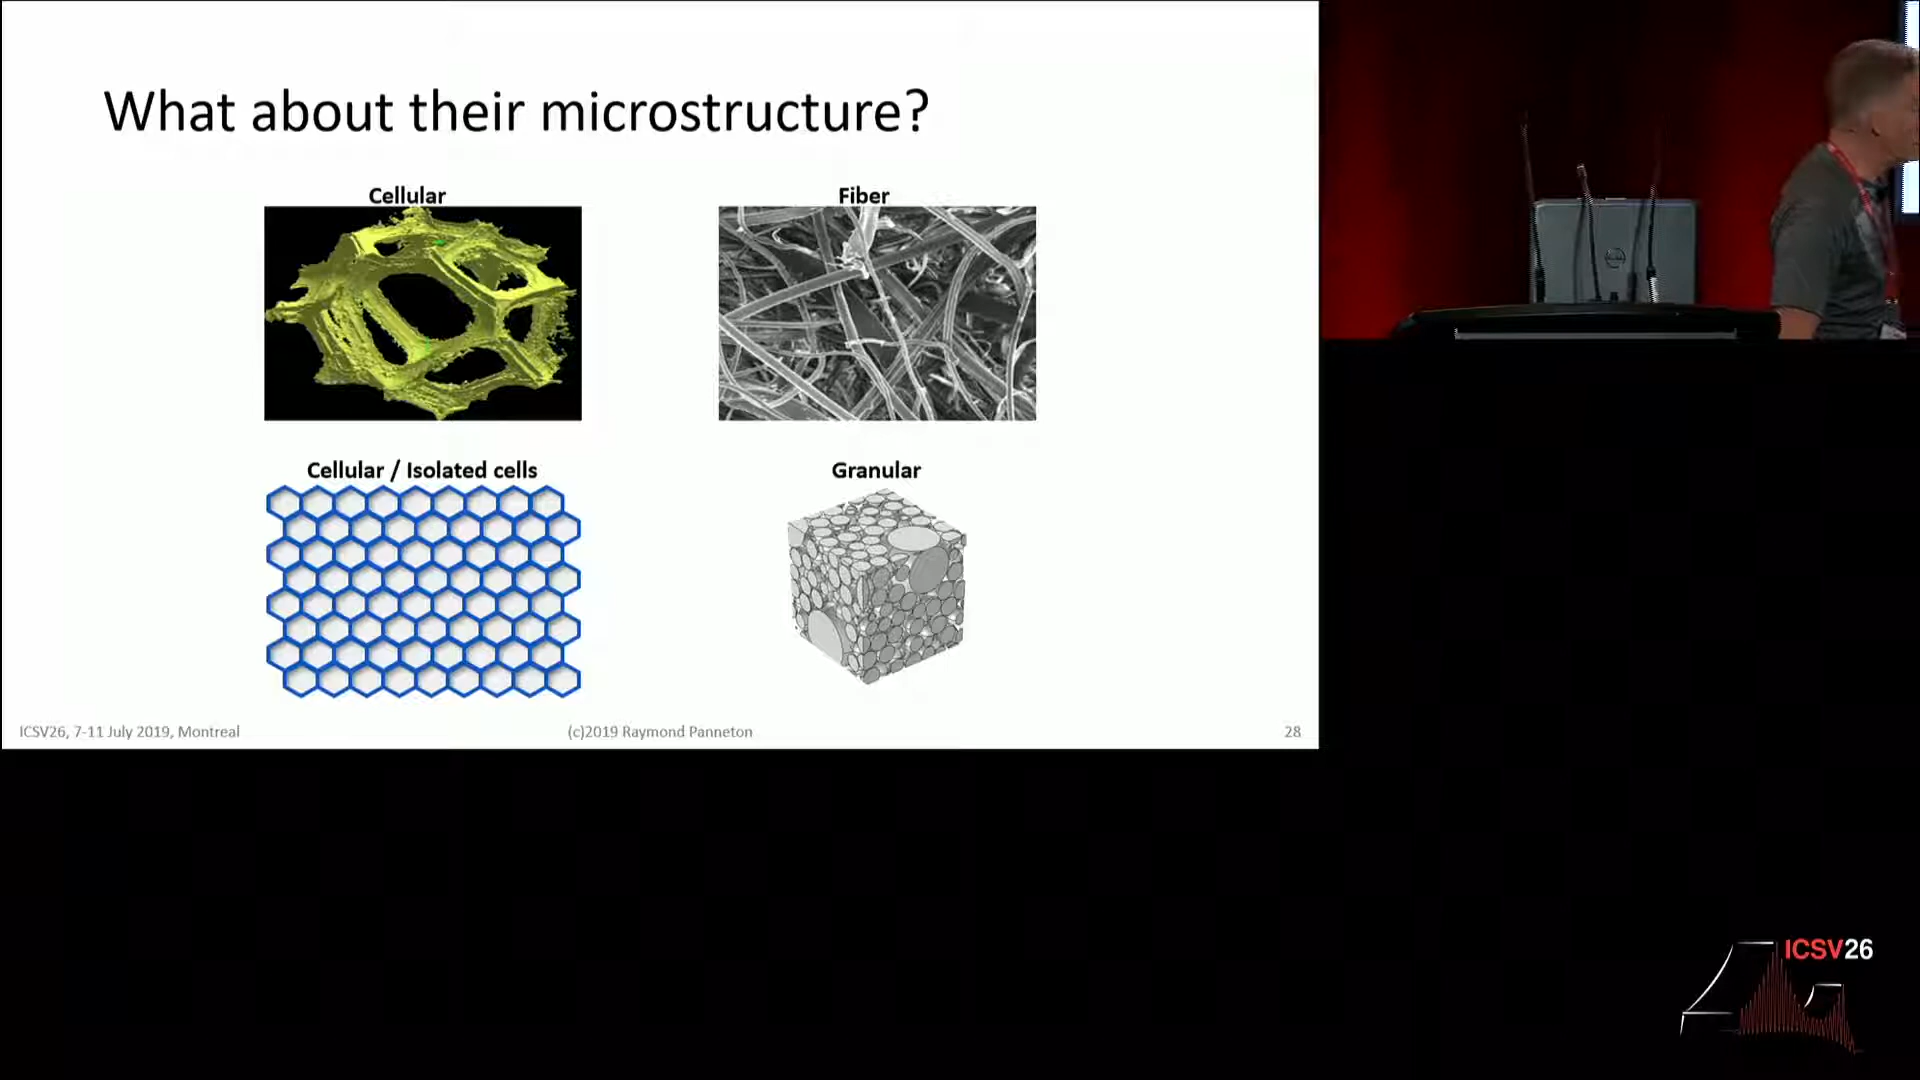 What about their microstructure?
Cellular
Fiber
Cellular / Isolated cells
Granular
ICSV26, 7-11 July 2019, Montreal
(c)2019 Raymond Panneton
28
ICSV26